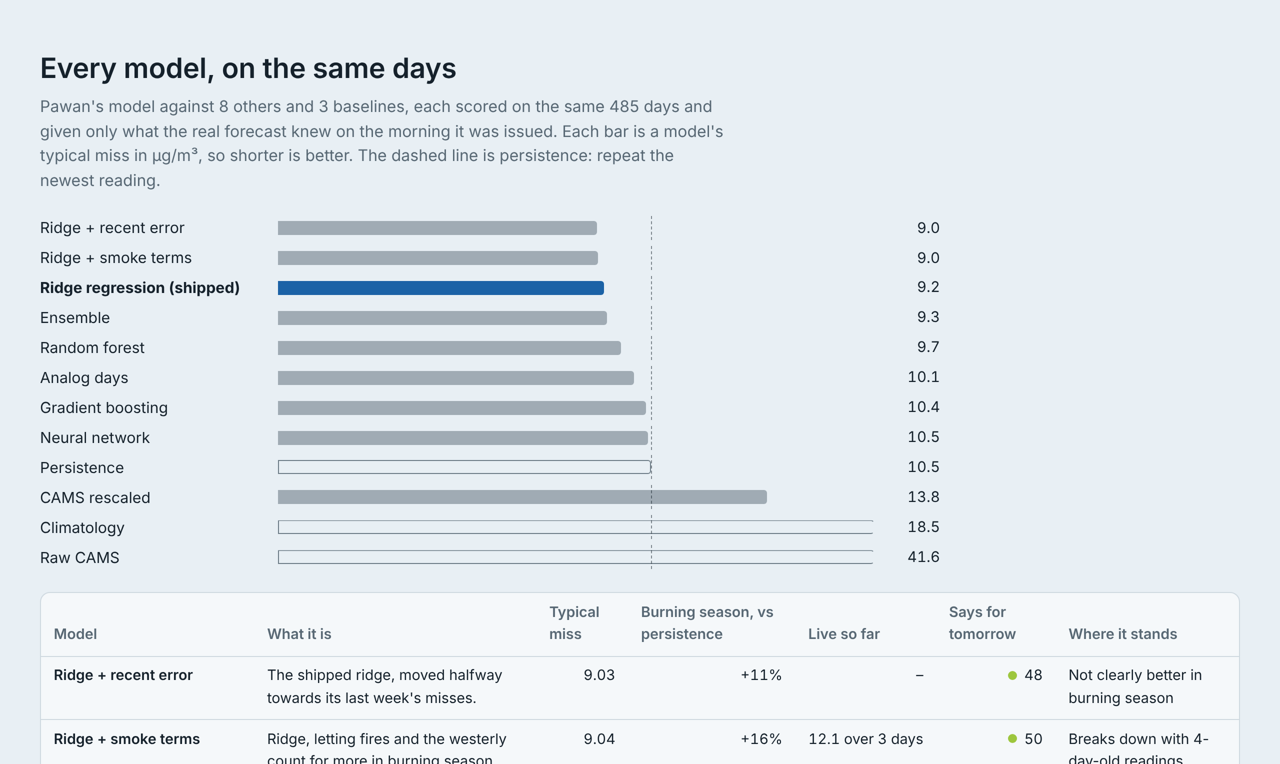 Every model, on the same days
Pawan's model against 8 others and 3 baselines, each scored on the same 485 days and
given only what the real forecast knew on the morning it was issued. Each bar is a model's
typical miss in µg/m³, so shorter is better. The dashed line is persistence: repeat the
newest reading.
Ridge + recent error 9.0
Ridge + smoke terms 9.0
Ridge regression (shipped) 9.2
Ensemble 9.3
Random forest 9.7
Analog days 10.1
Gradient boosting 10.4
Neural network 10.5
Persistence 10.5
CAMS rescaled 13.8
Climatology 18.5
Raw CAMS 41.6
Model What it is Typical miss Burning season, vs persistence Live so far Says for tomorrow Where it stands
Ridge + recent error The shipped ridge, moved halfway 9.03 +11% – 48 Not clearly better in
towards its last week's misses. burning season
Ridge + smoke terms Ridge, letting fires and the westerly 9.04 +16% 12.1 over 3 days 50 Breaks down with 4-
count for more in burning season day-old readings